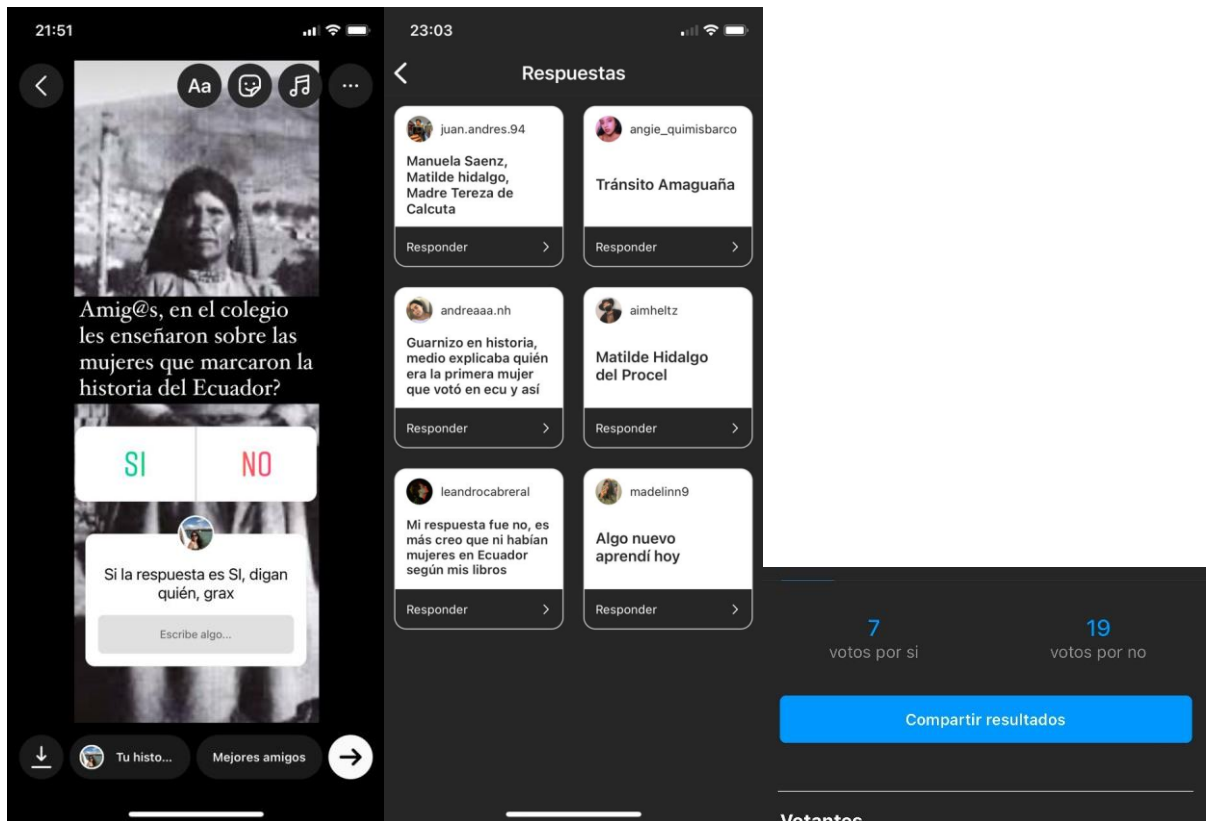 21:51
Aa
Amig@s, en el colegio
les enseñaron sobre las
mujeres que marcaron la
historia del Ecuador?
SI
NO
Si la respuesta es SI, digan
quién, grax
Escribe algo...
Tu histo...
Mejores amigos
23:03
Respuestas
juan.andres.94
Manuela Saenz,
Matilde hidalgo,
Madre Tereza de
Calcuta
Responder
angie_quimisbarco
Tránsito Amaguaña
Responder
andreaaa.nh
Guarnizo en historia,
medio explicaba quién
era la primera mujer
que votó en ecu y así
Responder
aimheltz
Matilde Hidalgo
del Procel
Responder
leandrocabreral
Mi respuesta fue no, es
más creo que ni habían
mujeres en Ecuador
según mis libros
Responder
madelinn9
Algo nuevo
aprendí hoy
Responder
7
votos por si
19
votos por no
Compartir resultados
Votantes